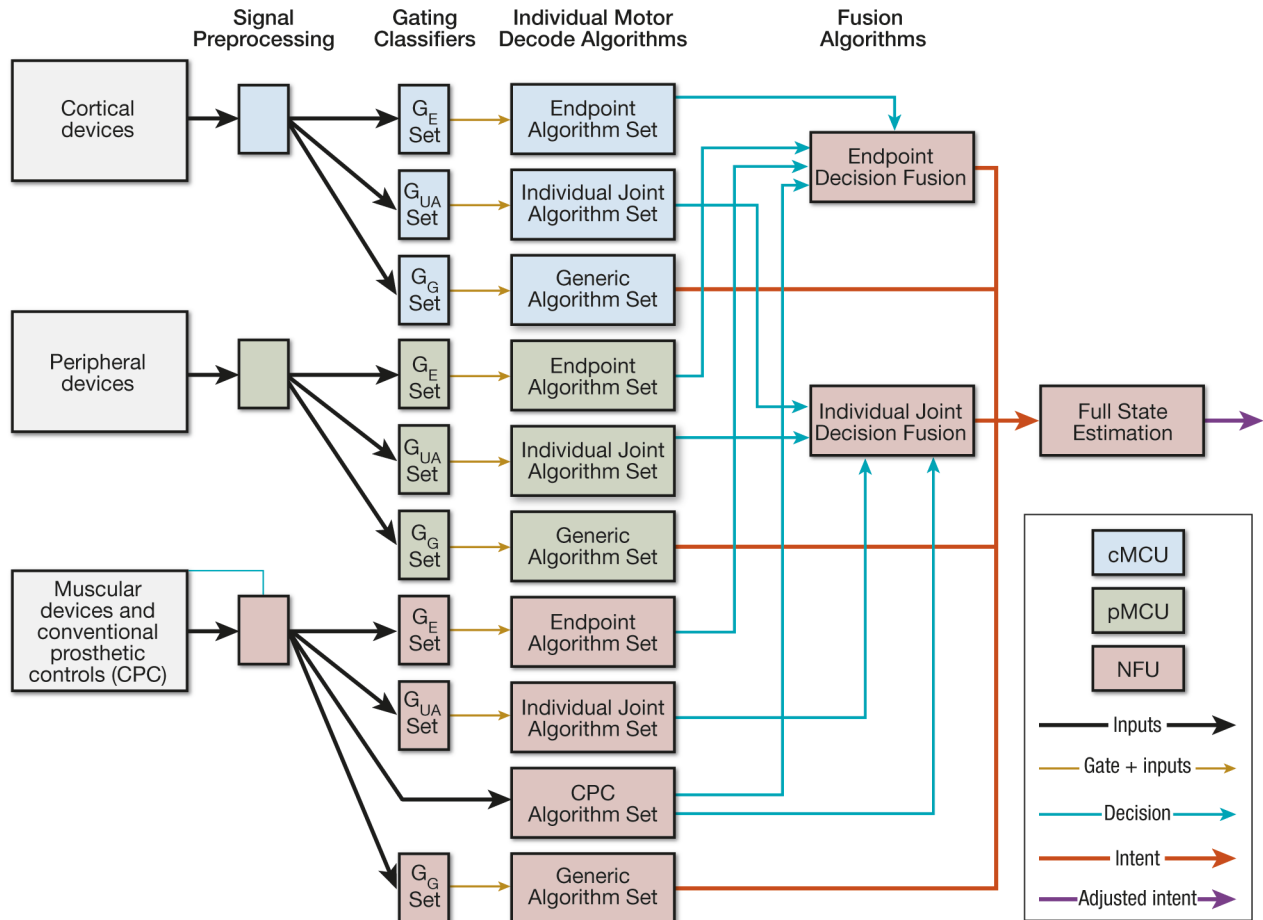 Signal
Preprocessing
Gating
Classifiers
Individual Motor
Decode Algorithms
Fusion
Algorithms
Cortical
devices
GE
Set
Endpoint
Algorithm Set
Endpoint
Decision Fusion
GUA
Set
Individual Joint
Algorithm Set
GG
Set
Generic
Algorithm Set
Peripheral
devices
GE
Set
Endpoint
Algorithm Set
Individual Joint
Decision Fusion
Full State
Estimation
GUA
Set
Individual Joint
Algorithm Set
GG
Set
Generic
Algorithm Set
Muscular
devices and
conventional
prosthetic
controls (CPC)
GE
Set
Endpoint
Algorithm Set
GUA
Set
Individual Joint
Algorithm Set
CPC
Algorithm Set
GG
Set
Generic
Algorithm Set
cMCU
pMCU
NFU
Inputs
Gate + inputs
Decision
Intent
Adjusted intent